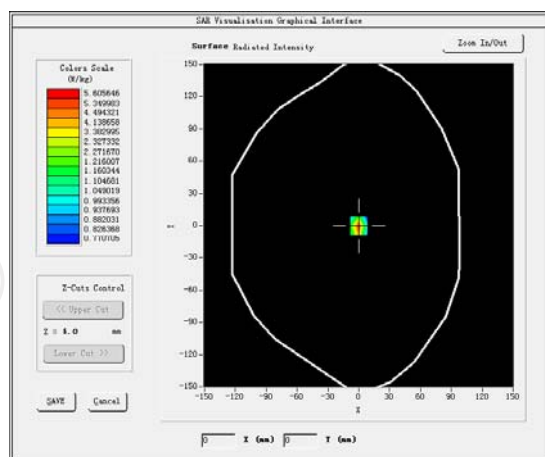 SAR Visualisation Graphical Interface
Surface Radiated Intensity
Zoom In/Out
Colors Scale
(W/kg)
5.605646
5.349983
4.494321
4.138658
3.382995
2.327332
2.271670
1.216007
1.160344
1.104681
1.049019
0.993356
0.937693
0.882031
0.826368
0.770705
150
120
90
60
30
0
-30
-60
-90
-120
-150
Y
-150 -120 -90 -60 -30 0 30 60 90 120 150
X
Z-Cuts Control
<< Upper Cut
Z = 4.0 mm
Lower Cut >>
SAVE Cancel
0 X (mm) 0 Y (mm)